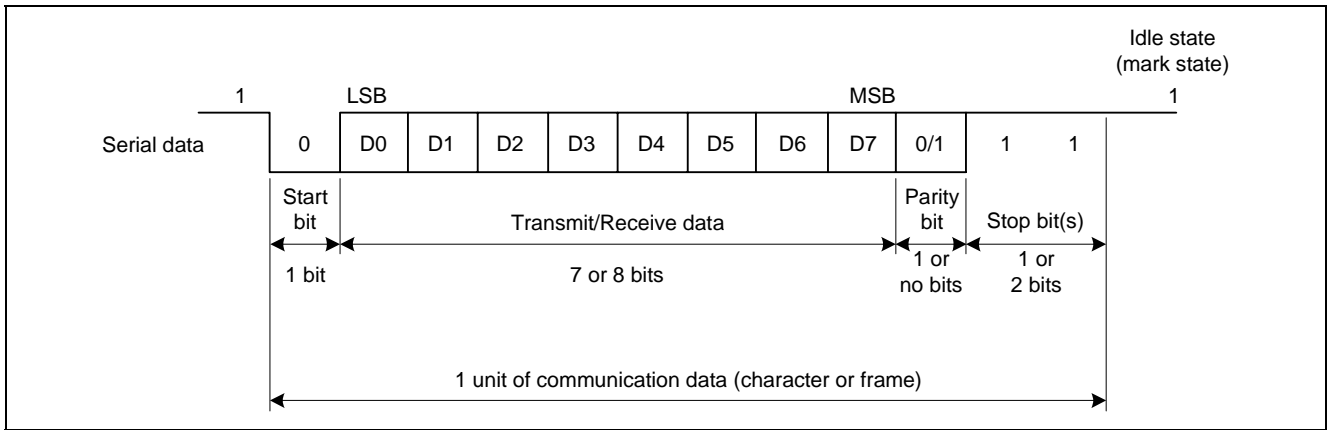 Idle state
(mark state)
1 LSB MSB 1
Serial data 0 D0 D1 D2 D3 D4 D5 D6 D7 0/1 1 1
Start
bit
Transmit/Receive data
Parity
bit
Stop bit(s)
1 bit
7 or 8 bits
1 or
no bits
1 or
2 bits
1 unit of communication data (character or frame)